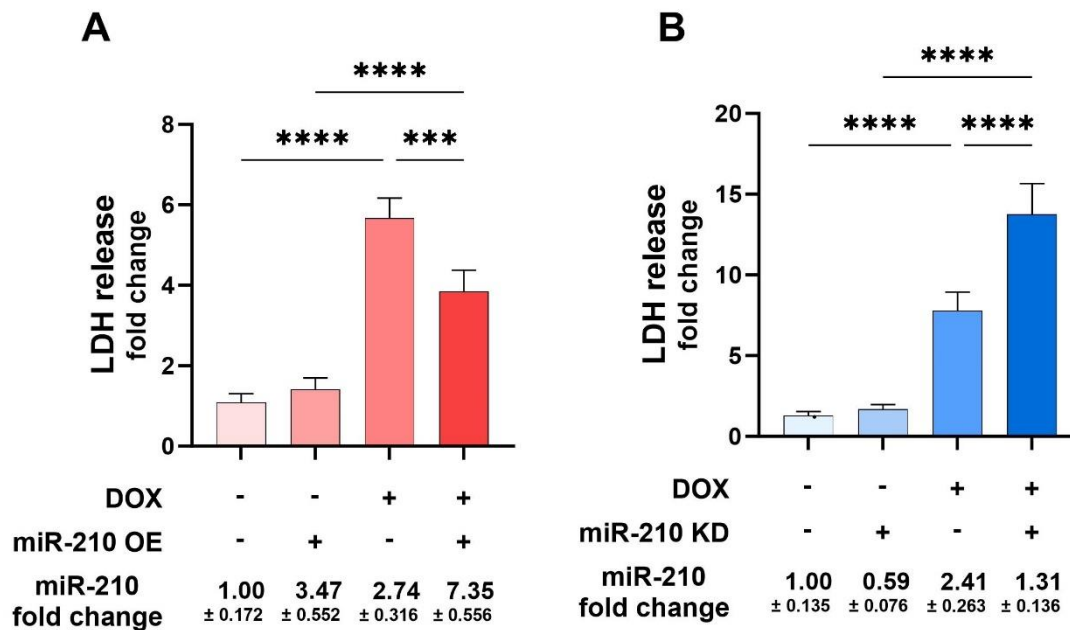 A
****
**** ***
8
6
4
2
0
LDH release
fold change
DOX - - + +
miR-210 OE - + - +
miR-210 1.00 3.47 2.74 7.35
fold change ± 0.172 ± 0.552 ± 0.316 ± 0.556
B
****
**** ****
20
15
10
5
0
LDH release
fold change
DOX - - + +
miR-210 KD - + - +
miR-210 1.00 0.59 2.41 1.31
fold change ± 0.135 ± 0.076 ± 0.263 ± 0.136